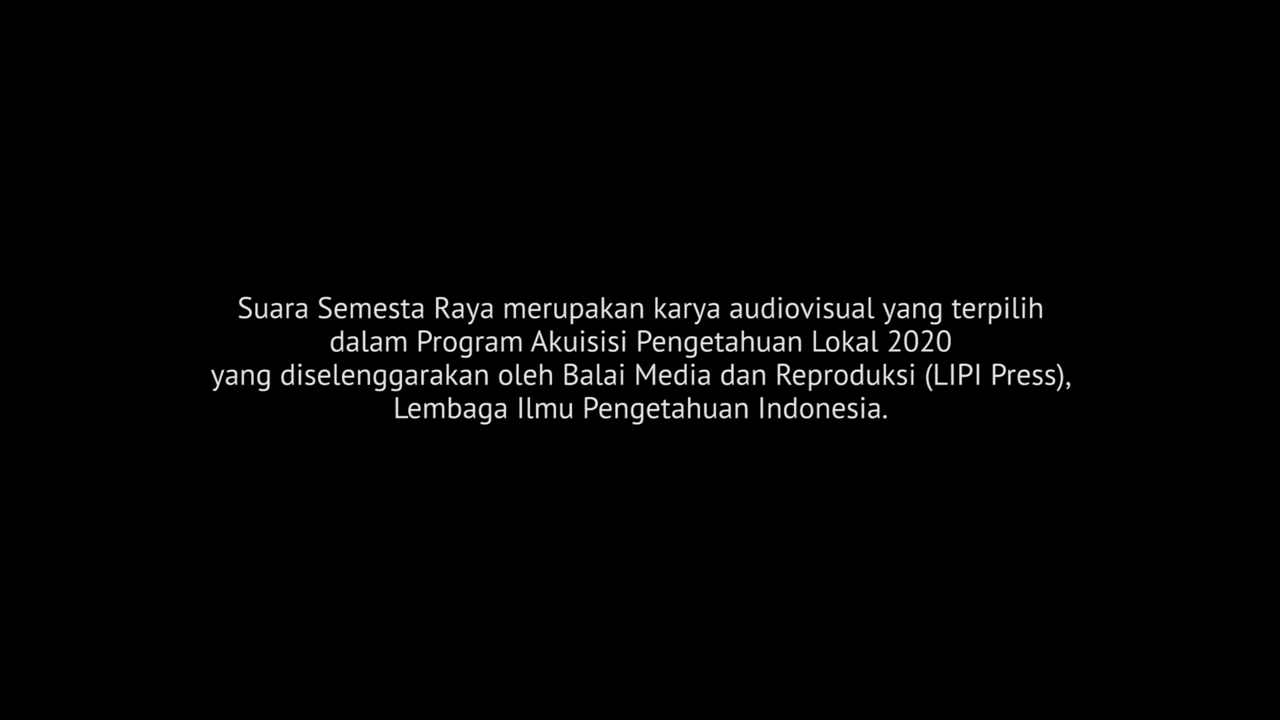 Suara Semesta Raya merupakan karya audiovisual yang terpilih
dalam Program Akuisisi Pengetahuan Lokal 2020
yang diselenggarakan oleh Balai Media dan Reproduksi (LIPI Press),
Lembaga Ilmu Pengetahuan Indonesia.